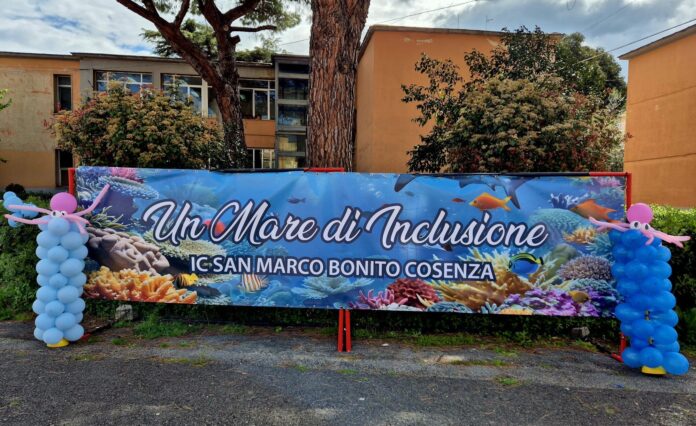 Un Mare di Inclusione
IC SAN MARCO BONITO COSENZA